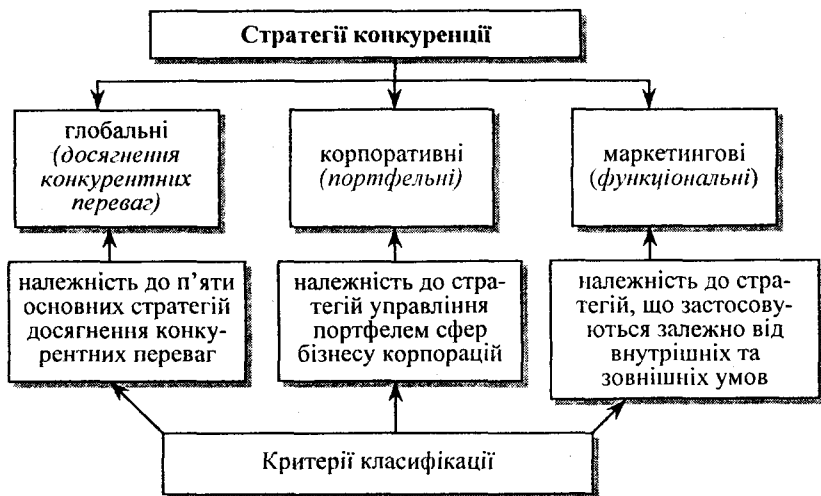 Стратегії конкуренції
глобальні
(досягнення
конкурентних
переваг)
корпоративні
(портфельні)
маркетингові
(функціональні)
належність до п’яти
основних стратегій
досягнення конку-
рентних переваг
належність до стра-
тегій управління
портфелем сфер
бізнесу корпорацій
належність до стра-
тегій, що застосову-
ються залежно від
внутрішніх та
зовнішніх умов
Критерії класифікації